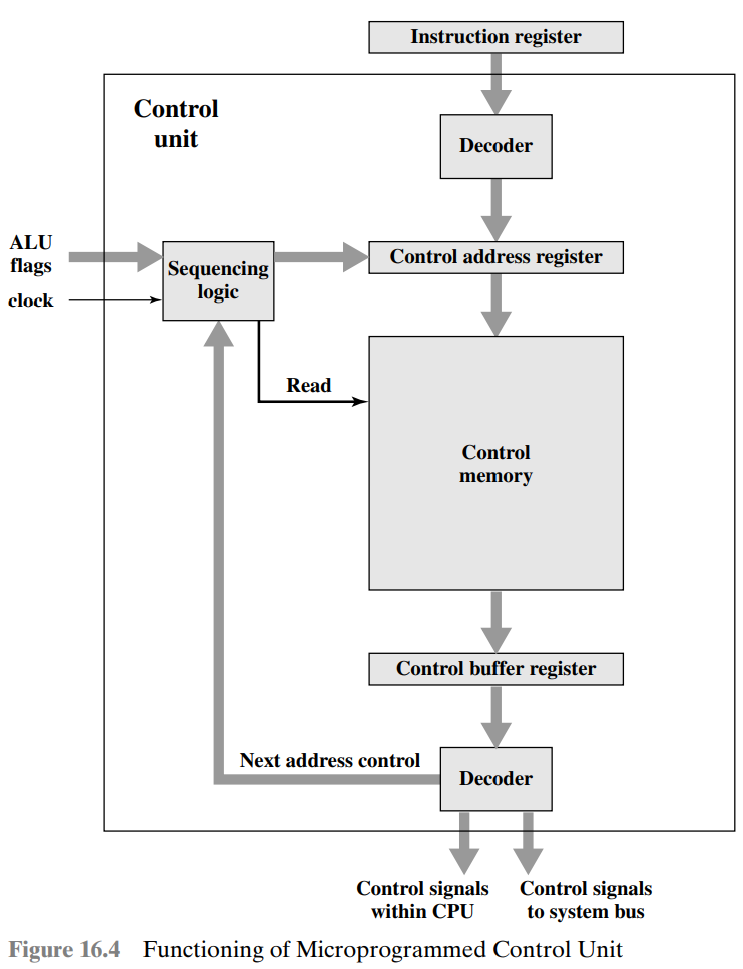 Instruction register
Control
unit
Decoder
ALU
flags
clock
Sequencing
logic
Control address register
Read
Control
memory
Control buffer register
Next address control
Decoder
Control signals
within CPU
Control signals
to system bus
Figure 16.4 Functioning of Microprogrammed Control Unit